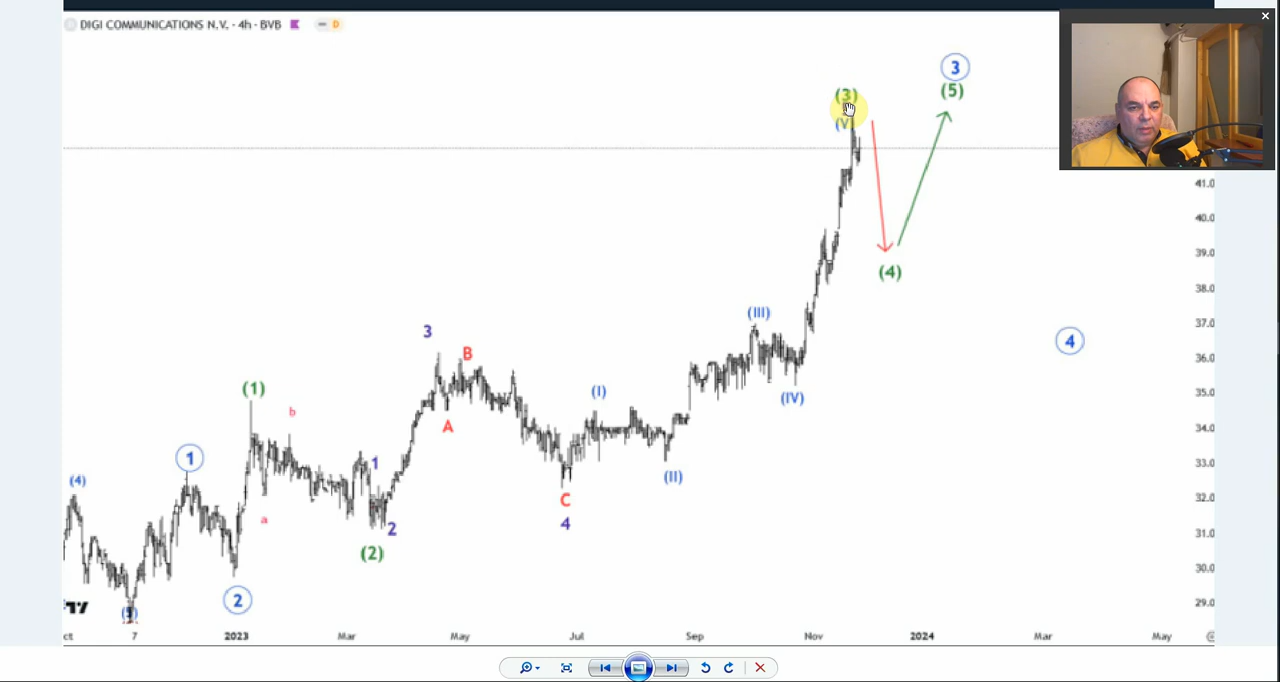 DIGI COMMUNICATIONS N.V. - 4h - BVB D
3
(3)
(5)
(V)
41.0
40.0
39.0
(4)
38.0
(III)
37.0
3
B
4
36.0
(1)
(I)
(IV)
35.0
b
A
34.0
1
1
33.0
(4)
(II)
C
32.0
a
2
4
31.0
(2)
30.0
2
29.0
ct 7 2023 Mar May Jul Sep Nov 2024 Mar May